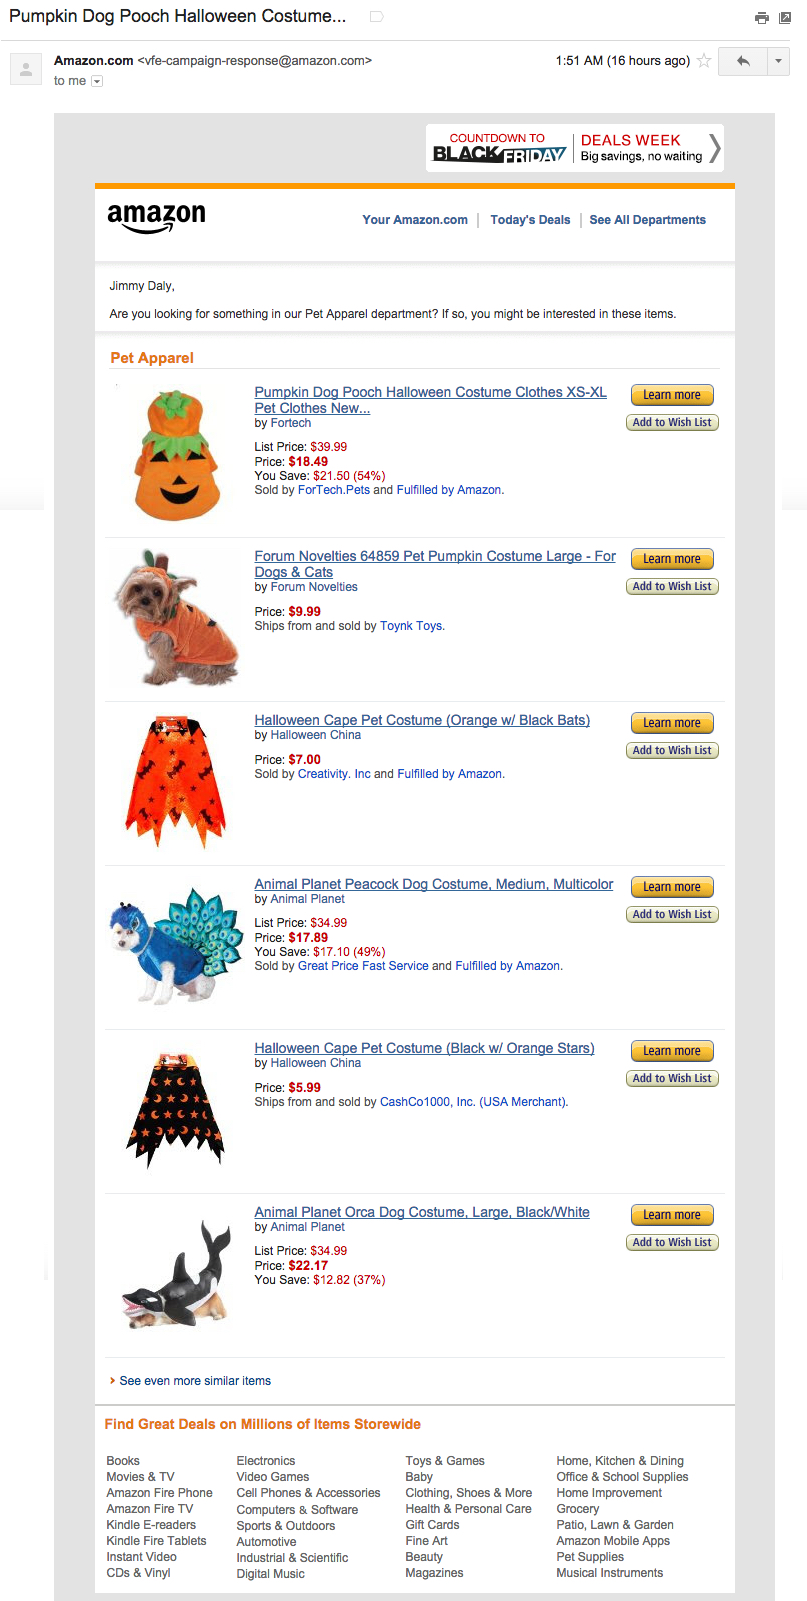 Pumpkin Dog Pooch Halloween Costume...
Amazon.com <vfe-campaign-response@amazon.com>
1:51 AM (16 hours ago)
to me
COUNTDOWN TO
BLACK FRIDAY
DEALS WEEK
Big savings, no waiting
amazon
Your Amazon.com | Today's Deals | See All Departments
Jimmy Daly,
Are you looking for something in our Pet Apparel department? If so, you might be interested in these items.
Pet Apparel
Pumpkin Dog Pooch Halloween Costume Clothes XS-XL
Pet Clothes New...
by Fortech
List Price: $39.99
Price: $18.49
You Save: $21.50 (54%)
Sold by ForTech.Pets and Fulfilled by Amazon.
Learn more
Add to Wish List
Forum Novelties 64859 Pet Pumpkin Costume Large - For
Dogs & Cats
by Forum Novelties
Price: $9.99
Ships from and sold by Toynk Toys.
Learn more
Add to Wish List
Halloween Cape Pet Costume (Orange w/ Black Bats)
by Halloween China
Price: $7.00
Sold by Creativity. Inc and Fulfilled by Amazon.
Learn more
Add to Wish List
Animal Planet Peacock Dog Costume, Medium, Multicolor
by Animal Planet
List Price: $34.99
Price: $17.89
You Save: $17.10 (49%)
Sold by Great Price Fast Service and Fulfilled by Amazon.
Learn more
Add to Wish List
Halloween Cape Pet Costume (Black w/ Orange Stars)
by Halloween China
Price: $5.99
Ships from and sold by CashCo1000, Inc. (USA Merchant).
Learn more
Add to Wish List
Animal Planet Orca Dog Costume, Large, Black/White
by Animal Planet
List Price: $34.99
Price: $22.17
You Save: $12.82 (37%)
Learn more
Add to Wish List
See even more similar items
Find Great Deals on Millions of Items Storewide
Books
Movies & TV
Amazon Fire Phone
Amazon Fire TV
Kindle E-readers
Kindle Fire Tablets
Instant Video
CDs & Vinyl
Electronics
Video Games
Cell Phones & Accessories
Computers & Software
Sports & Outdoors
Automotive
Industrial & Scientific
Digital Music
Toys & Games
Baby
Clothing, Shoes & More
Health & Personal Care
Gift Cards
Fine Art
Beauty
Magazines
Home, Kitchen & Dining
Office & School Supplies
Home Improvement
Grocery
Patio, Lawn & Garden
Amazon Mobile Apps
Pet Supplies
Musical Instruments